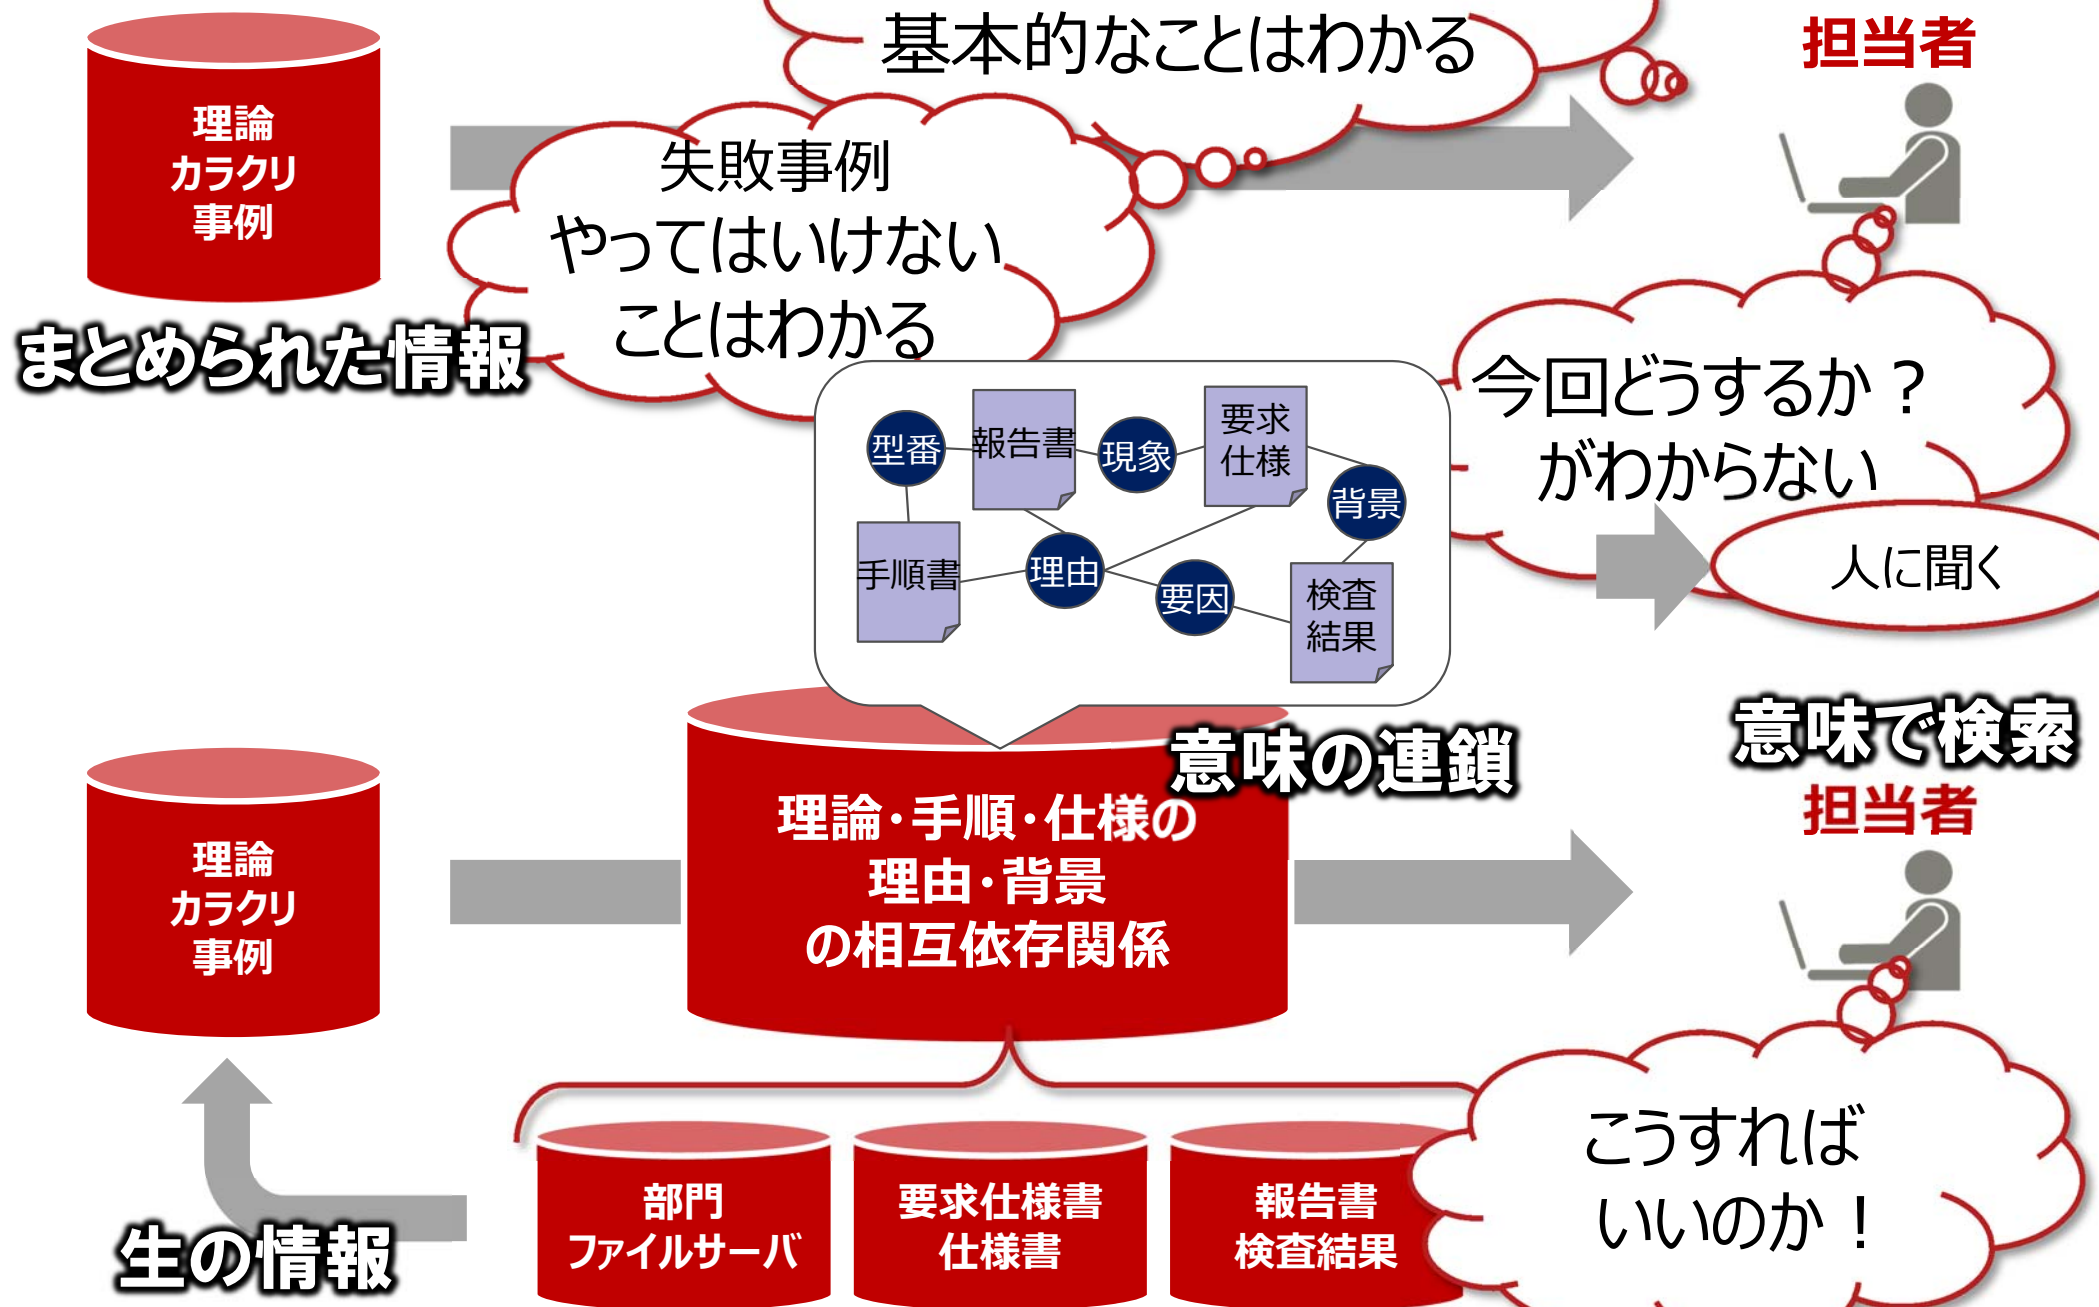 基本的なことはわかる
担当者
理論
カラクリ
事例
失敗事例
やってはいけない
ことはわかる
まとめられた情報
今回どうするか？
がわからない
人に聞く
型番
報告書
現象
要求
仕様
背景
手順書
理由
要因
検査
結果
意味の連鎖
意味で検索
担当者
理論
カラクリ
事例
理論・手順・仕様の
理由・背景
の相互依存関係
こうすれば
いいのか！
生の情報
部門
ファイルサーバ
要求仕様書
仕様書
報告書
検査結果